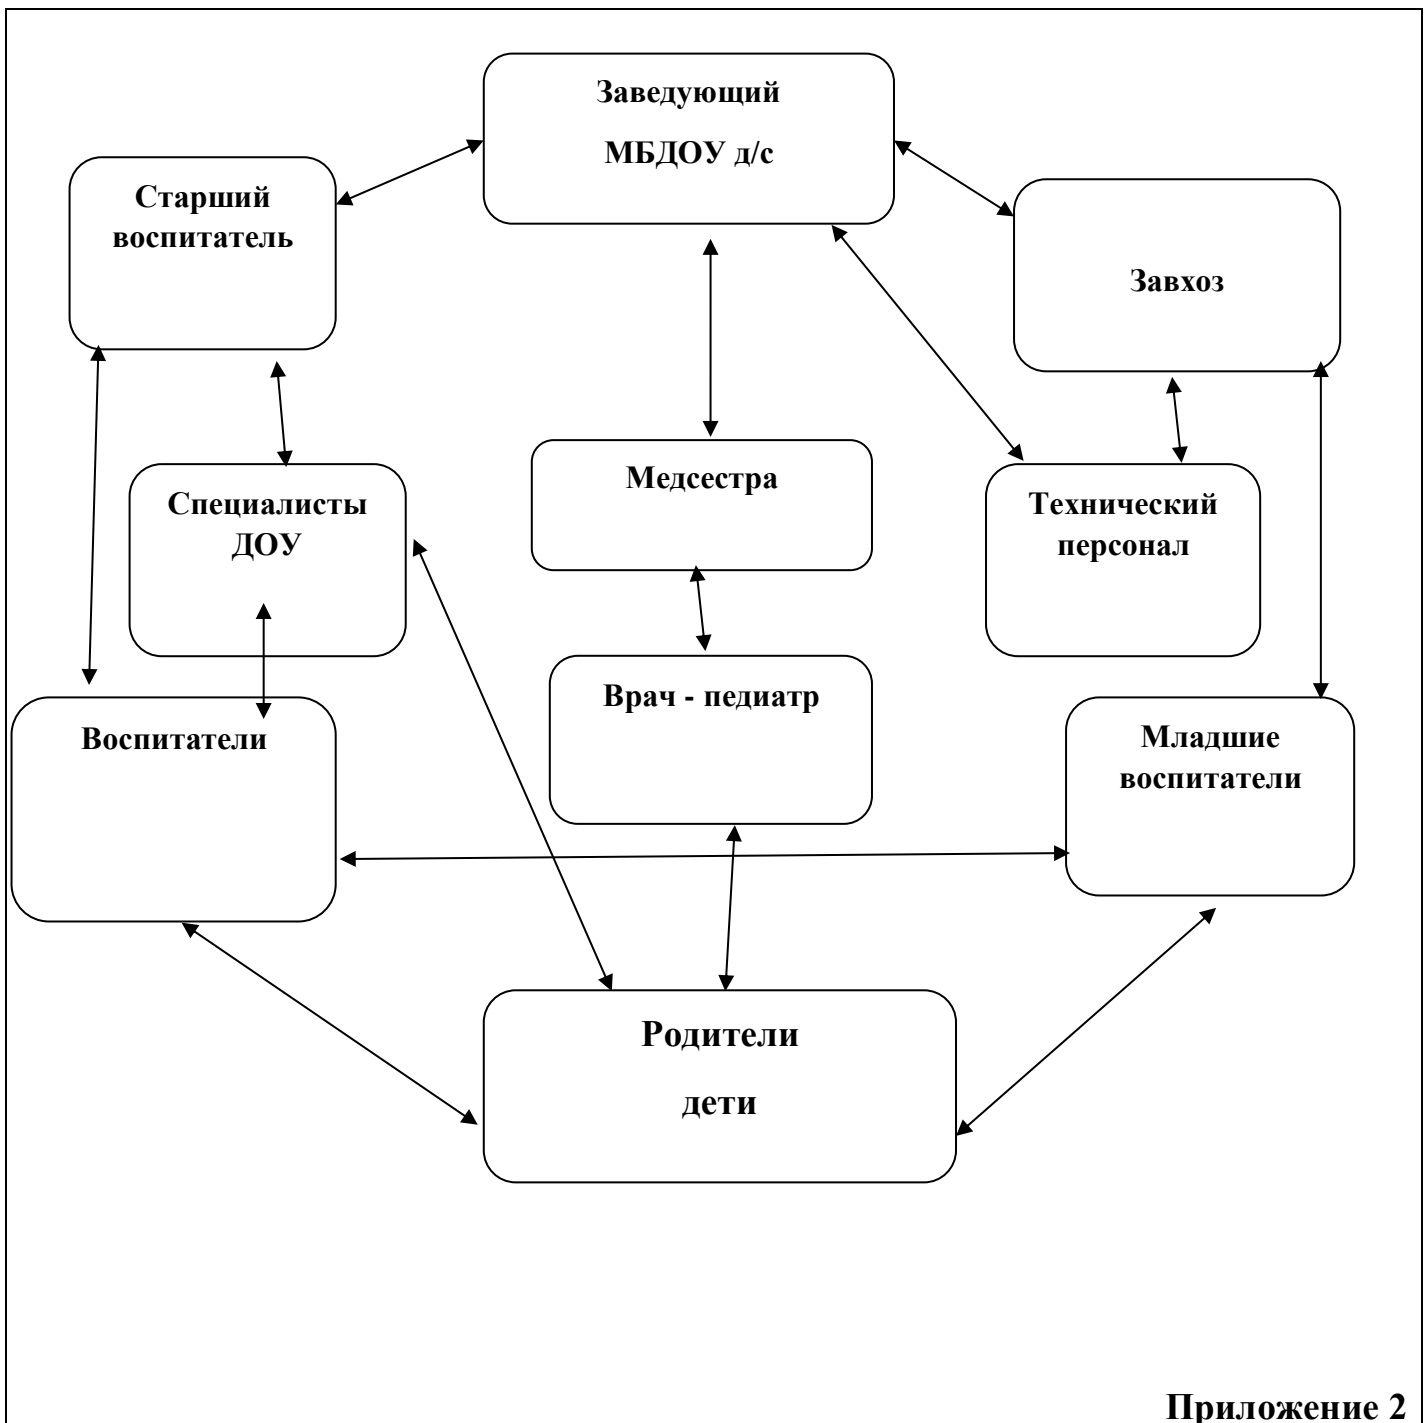 Заведующий
МБДОУ д/с
Старший
воспитатель
Завхоз
Медсестра
Специалисты
ДОУ
Технический
персонал
Врач - педиатр
Воспитатели
Младшие
воспитатели
Родители
дети
Приложение 2